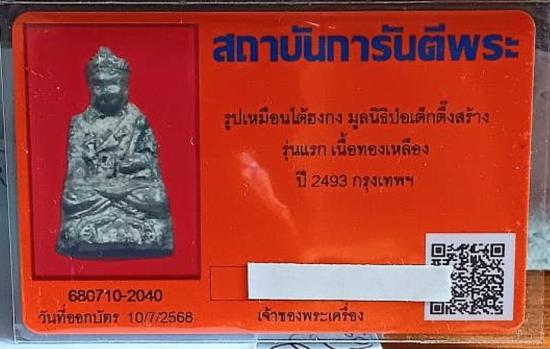 สถาบันการันตีพระ
รูปเหมือนไต้ฮงกง มูลนิธิปอเต็กตึ๊งสร้าง
รุ่นแรก เนื้อทองเหลือง
ปี 2493 กรุงเทพฯ
680710-2040
วันที่ออกบัตร 10/7/2568
เจ้าของพระเครื่อง